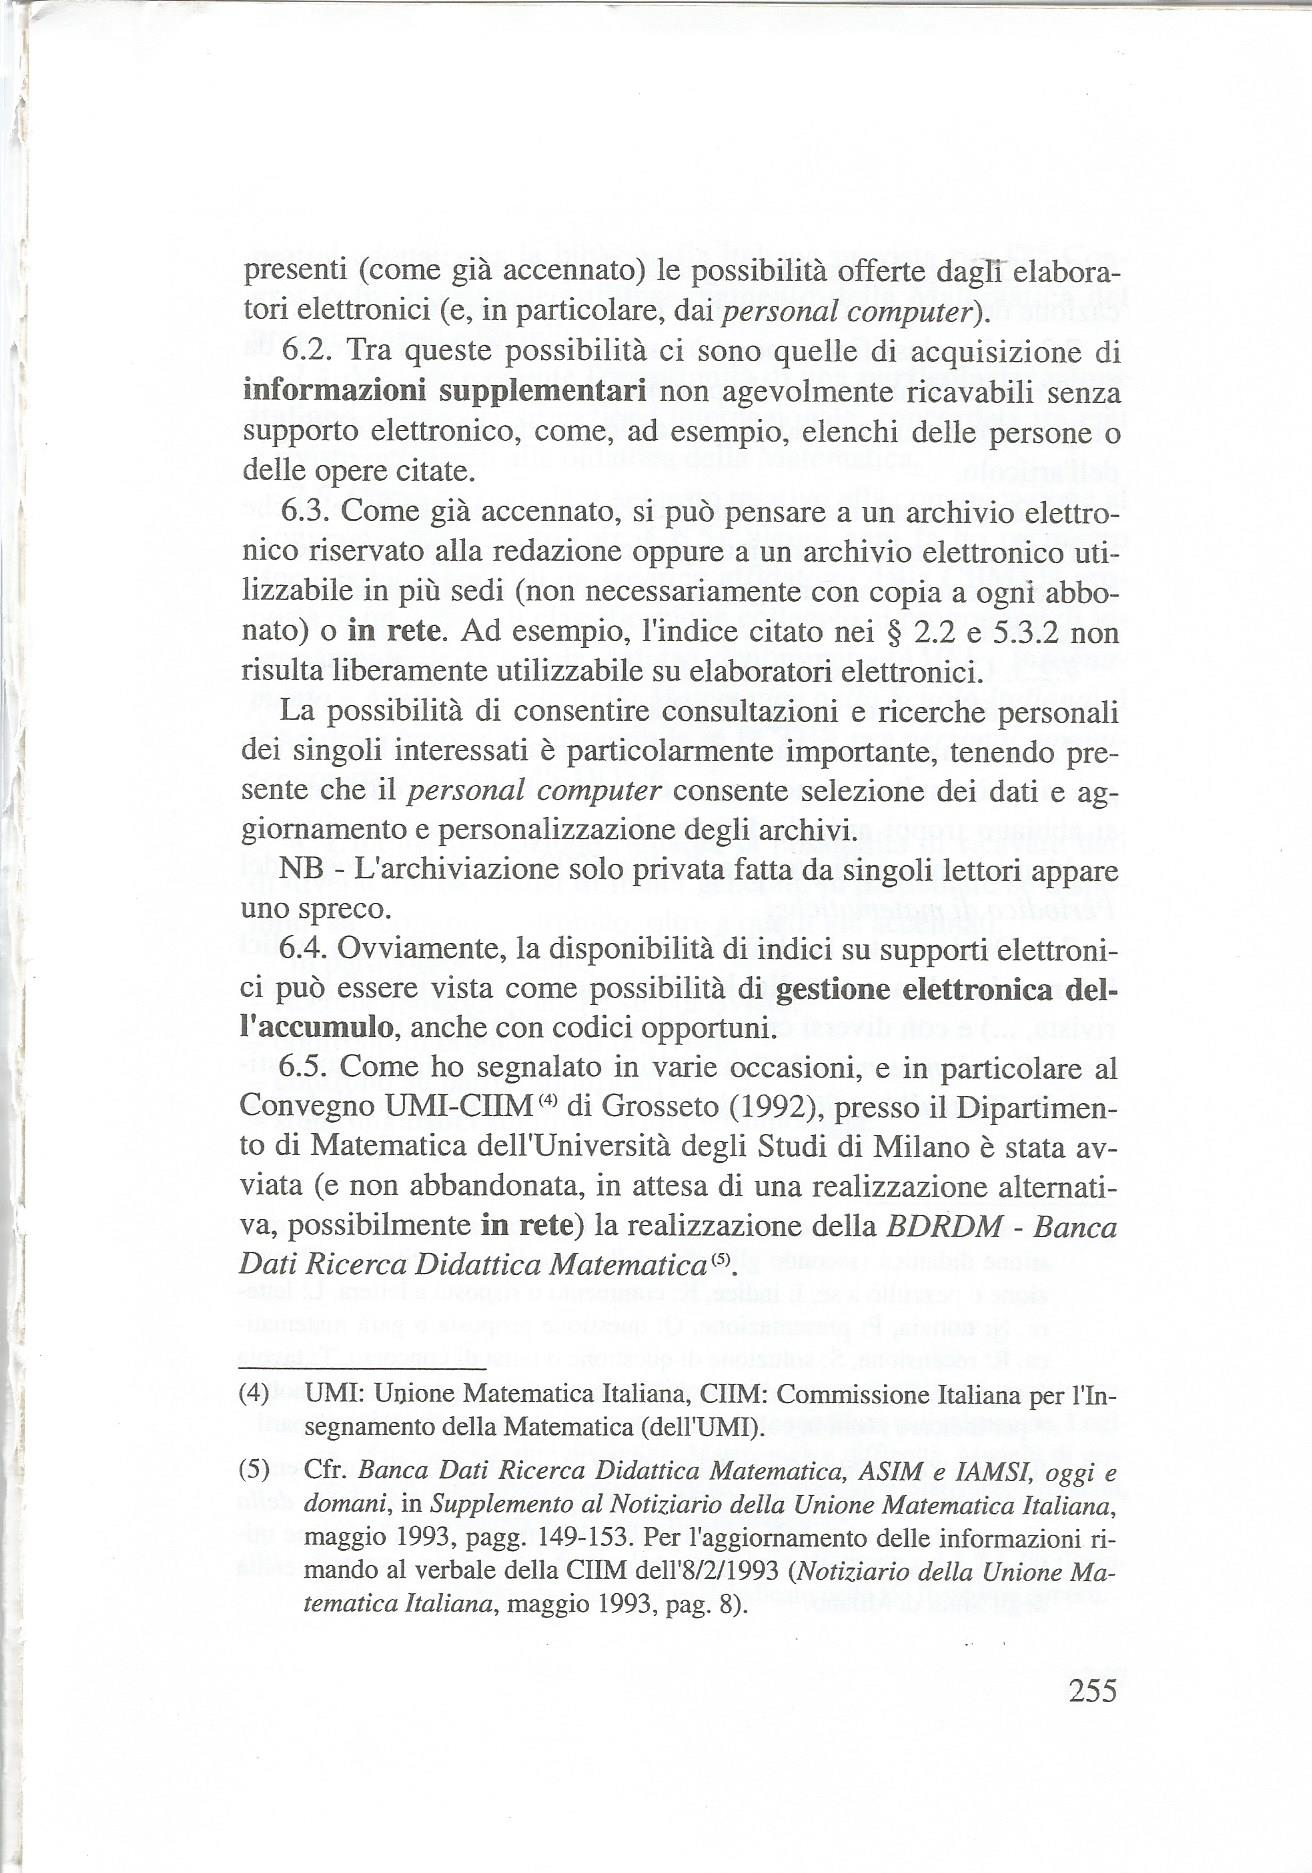 presenti (come già accennato) le possibilità offerte dagli elabora-
tori elettronici (e, in particolare, dai personal computer).
6.2. Tra queste possibilità ci sono quelle di acquisizione di
informazioni supplementari non agevolmente ricavabili senza
supporto elettronico, come, ad esempio, elenchi delle persone o
delle opere citate.
6.3. Come già accennato, si può pensare a un archivio elettro-
nico riservato alla redazione oppure a un archivio elettronico uti-
lizzabile in più sedi (non necessariamente con copia a ogni abbo-
nato) o in rete. Ad esempio, l'indice citato nei § 2.2 e 5.3.2 non
risulta liberamente utilizzabile su elaboratori elettronici.
La possibilità di consentire consultazioni e ricerche personali
dei singoli interessati è particolarmente importante, tenendo pre-
sente che il personal computer consente selezione dei dati e ag-
giornamento e personalizzazione degli archivi.
NB - L'archiviazione solo privata fatta da singoli lettori appare
uno spreco.
6.4. Ovviamente, la disponibilità di indici su supporti elettroni-
ci può essere vista come possibilità di gestione elettronica del-
l'accumulo, anche con codici opportuni.
6.5. Come ho segnalato in varie occasioni, e in particolare al
Convegno UMI-CIIM (4) di Grosseto (1992), presso il Dipartimen-
to di Matematica dell'Università degli Studi di Milano è stata av-
viata (e non abbandonata, in attesa di una realizzazione alternati-
va, possibilmente in rete) la realizzazione della BDRDM - Banca
Dati Ricerca Didattica Matematica (5).
(4) UMI: Unione Matematica Italiana, CIIM: Commissione Italiana per l'In-
segnamento della Matematica (dell'UMI).
(5) Cfr. Banca Dati Ricerca Didattica Matematica, ASIM e IAMSI, oggi e
domani, in Supplemento al Notiziario della Unione Matematica Italiana,
maggio 1993, pagg. 149-153. Per l'aggiornamento delle informazioni ri-
mando al verbale della CIIM dell'8/2/1993 (Notiziario della Unione Ma-
tematica Italiana, maggio 1993, pag. 8).
255